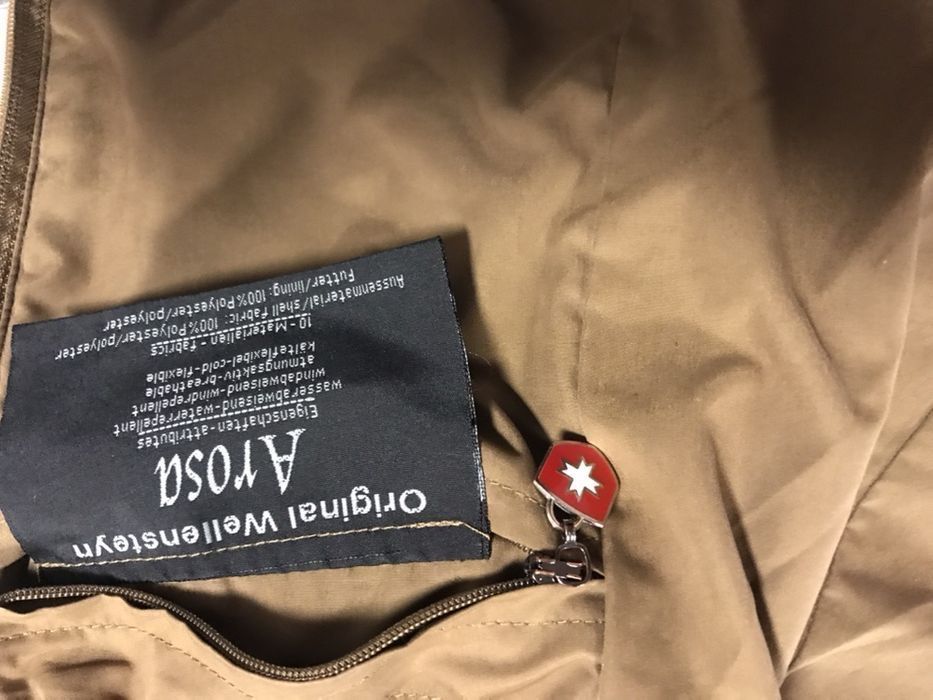 Original Wellensteyn
Arosa
Eigenschaften-attributes
wasserabweisend-waterrepellent
windabweisend-windrepellent
atmungsaktiv-breathable
kälteflexibel-cold-flexible
10 - Materialien - fabrics
Aussenmaterial/shell fabric: 100%Polyester/polyester
Futter/lining: 100%Polyester/polyester